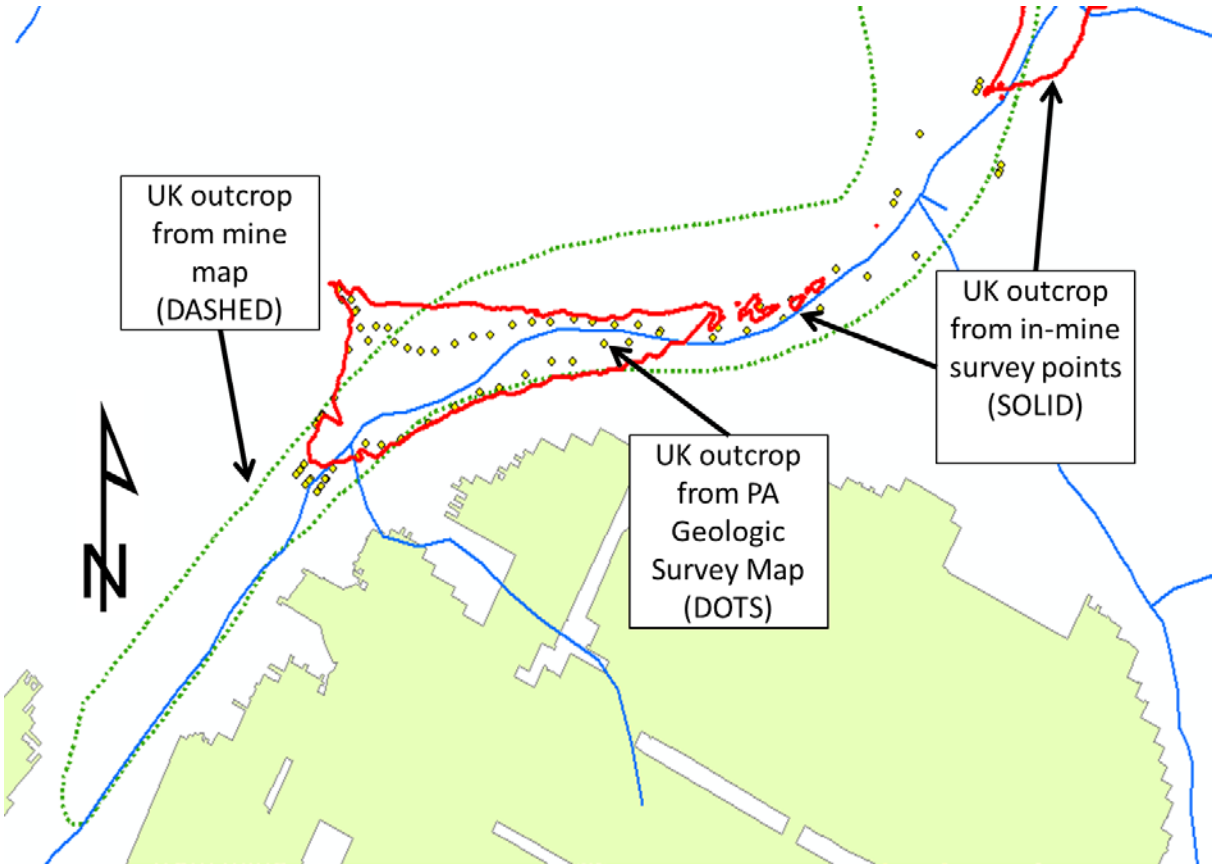 UK outcrop
from mine
map
(DASHED)
UK outcrop
from in-mine
survey points
(SOLID)
UK outcrop
from PA
Geologic
Survey Map
(DOTS)
N